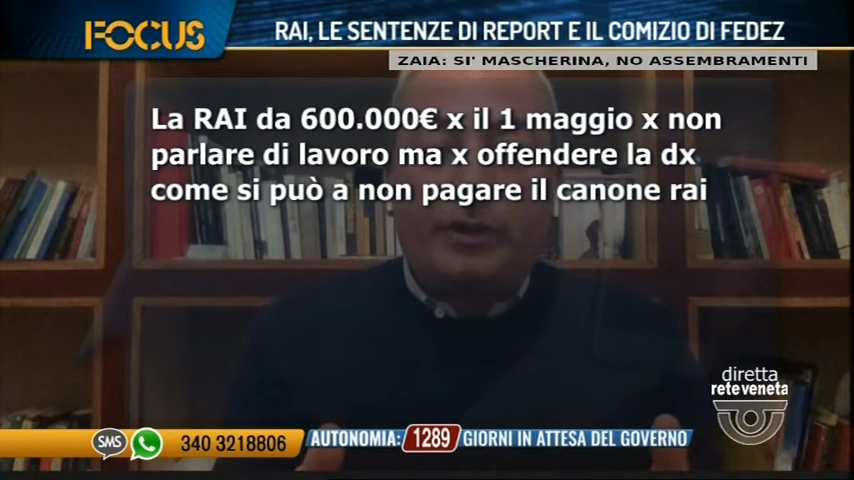 FOCUS
RAI, LE SENTENZE DI REPORT E IL COMIZIO DI FEDEZ
ZAIA: SI' MASCHERINA, NO ASSEMBRAMENTI
La RAI da 600.000€ x il 1 maggio x non
parlare di lavoro ma x offendere la dx
come si può a non pagare il canone rai
diretta
reteveneta
SMS 340 3218806
AUTONOMIA: 1289 GIORNI IN ATTESA DEL GOVERNO